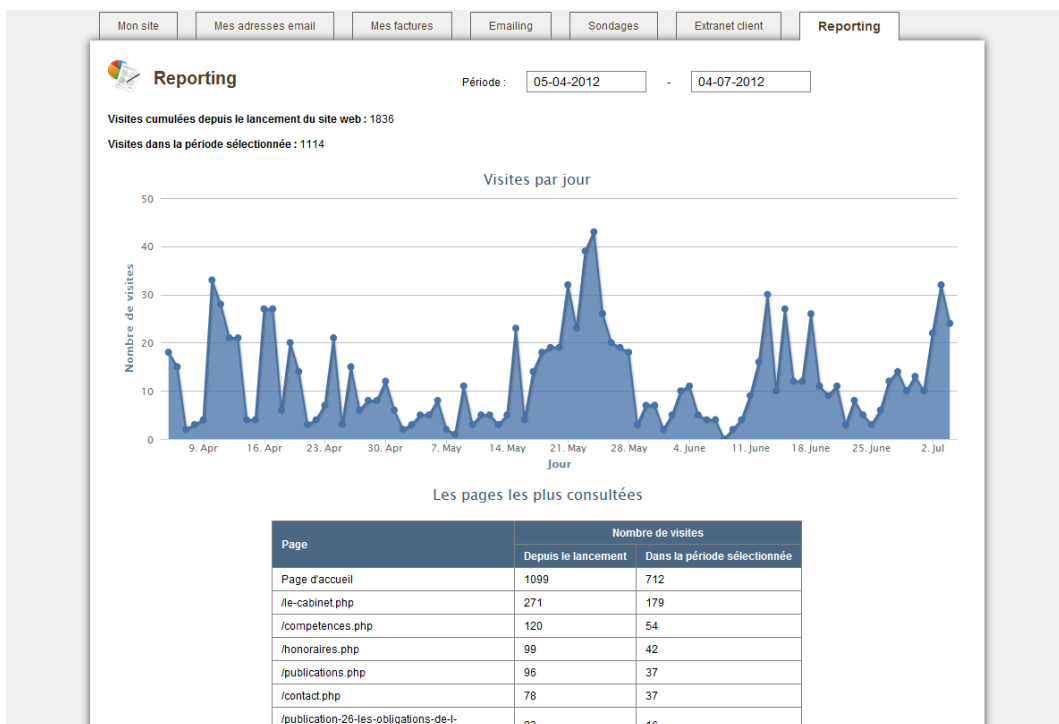 Mon site Mes adresses email Mes factures Emailing Sondages Extranet client Reporting
Reporting Période : 05-04-2012 - 04-07-2012
Visites cumulées depuis le lancement du site web : 1836
Visites dans la période sélectionnée : 1114
Visites par jour
50
40
30
20
10
0
Nombre de visites
9. Apr 16. Apr 23. Apr 30. Apr 7. May 14. May 21. May 28. May 4. June 11. June 18. June 25. June 2. Jul
Jour
Les pages les plus consultées
Page Nombre de visites
Depuis le lancement Dans la période sélectionnée
Page d'accueil 1099 712
/le-cabinet.php 271 179
/competences.php 120 54
/honoraires.php 99 42
/publications.php 96 37
/contact.php 78 37
/publication-26-les-obligations-de-l-